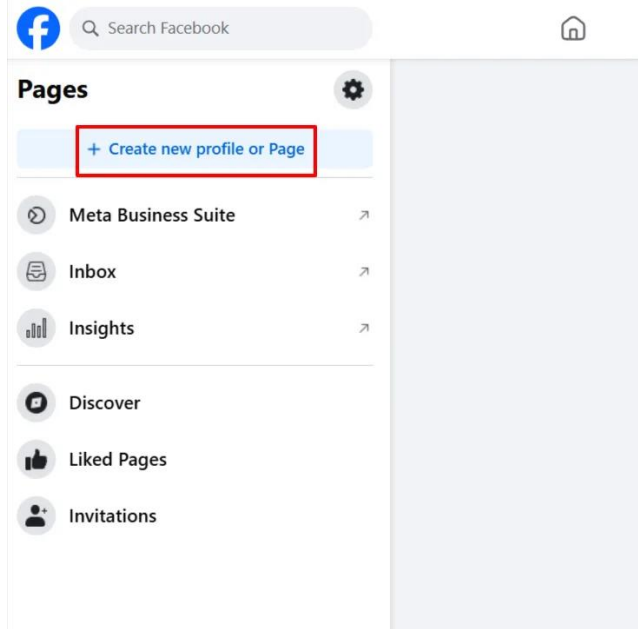 Search Facebook
Pages
+ Create new profile or Page
Meta Business Suite
Inbox
Insights
Discover
Liked Pages
Invitations